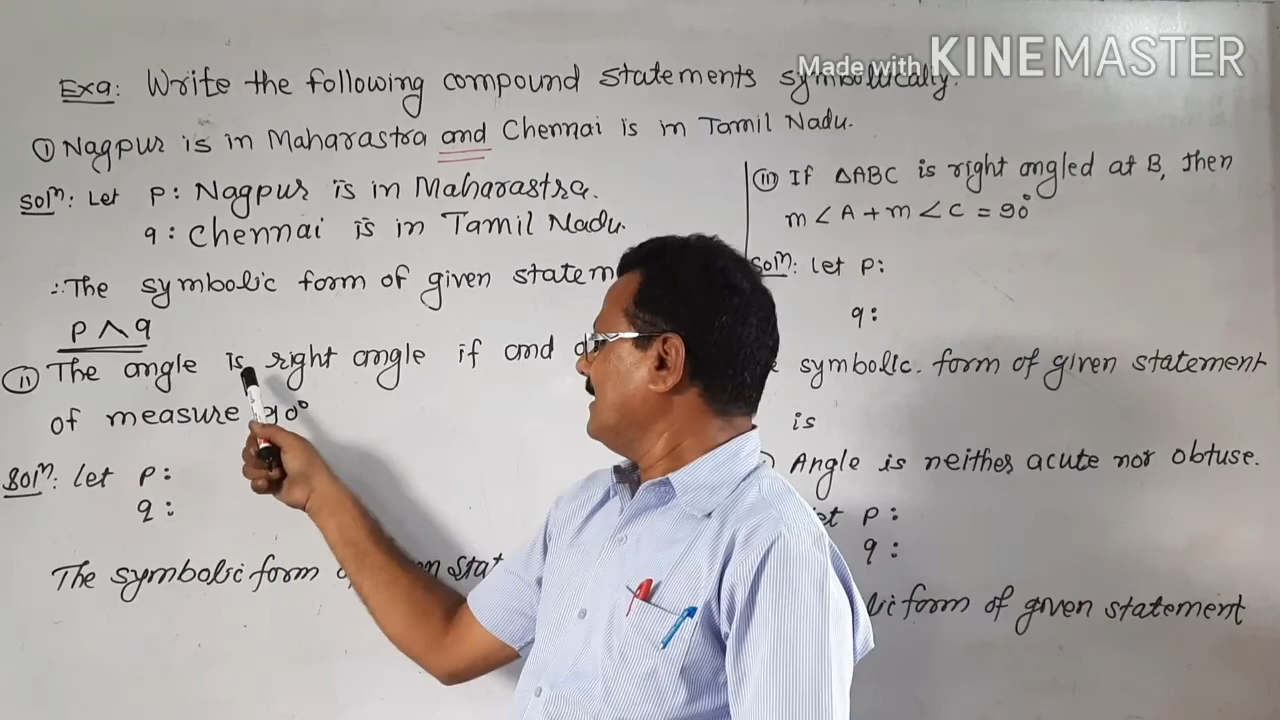 Made with KINEMASTER
Exa: Write the following compound statements symbolically.
① Nagpur is in Maharastra and Chennai is in Tamil Nadu.
Solⁿ: Let p: Nagpur is in Maharastra.
q: Chennai is in Tamil Nadu.
∴ The symbolic form of given statem
p ∧ q
ⅱ The angle is right angle if and
of measure 90°
Solⁿ: let p:
q:
The symbolic form
ⅲ If ΔABC is right angled at B, then
m∠A + m∠C = 90°
Solⁿ: let p:
q:
symbolic form of given statement
is
Angle is neither acute nor obtuse.
let p:
q:
form of given statement